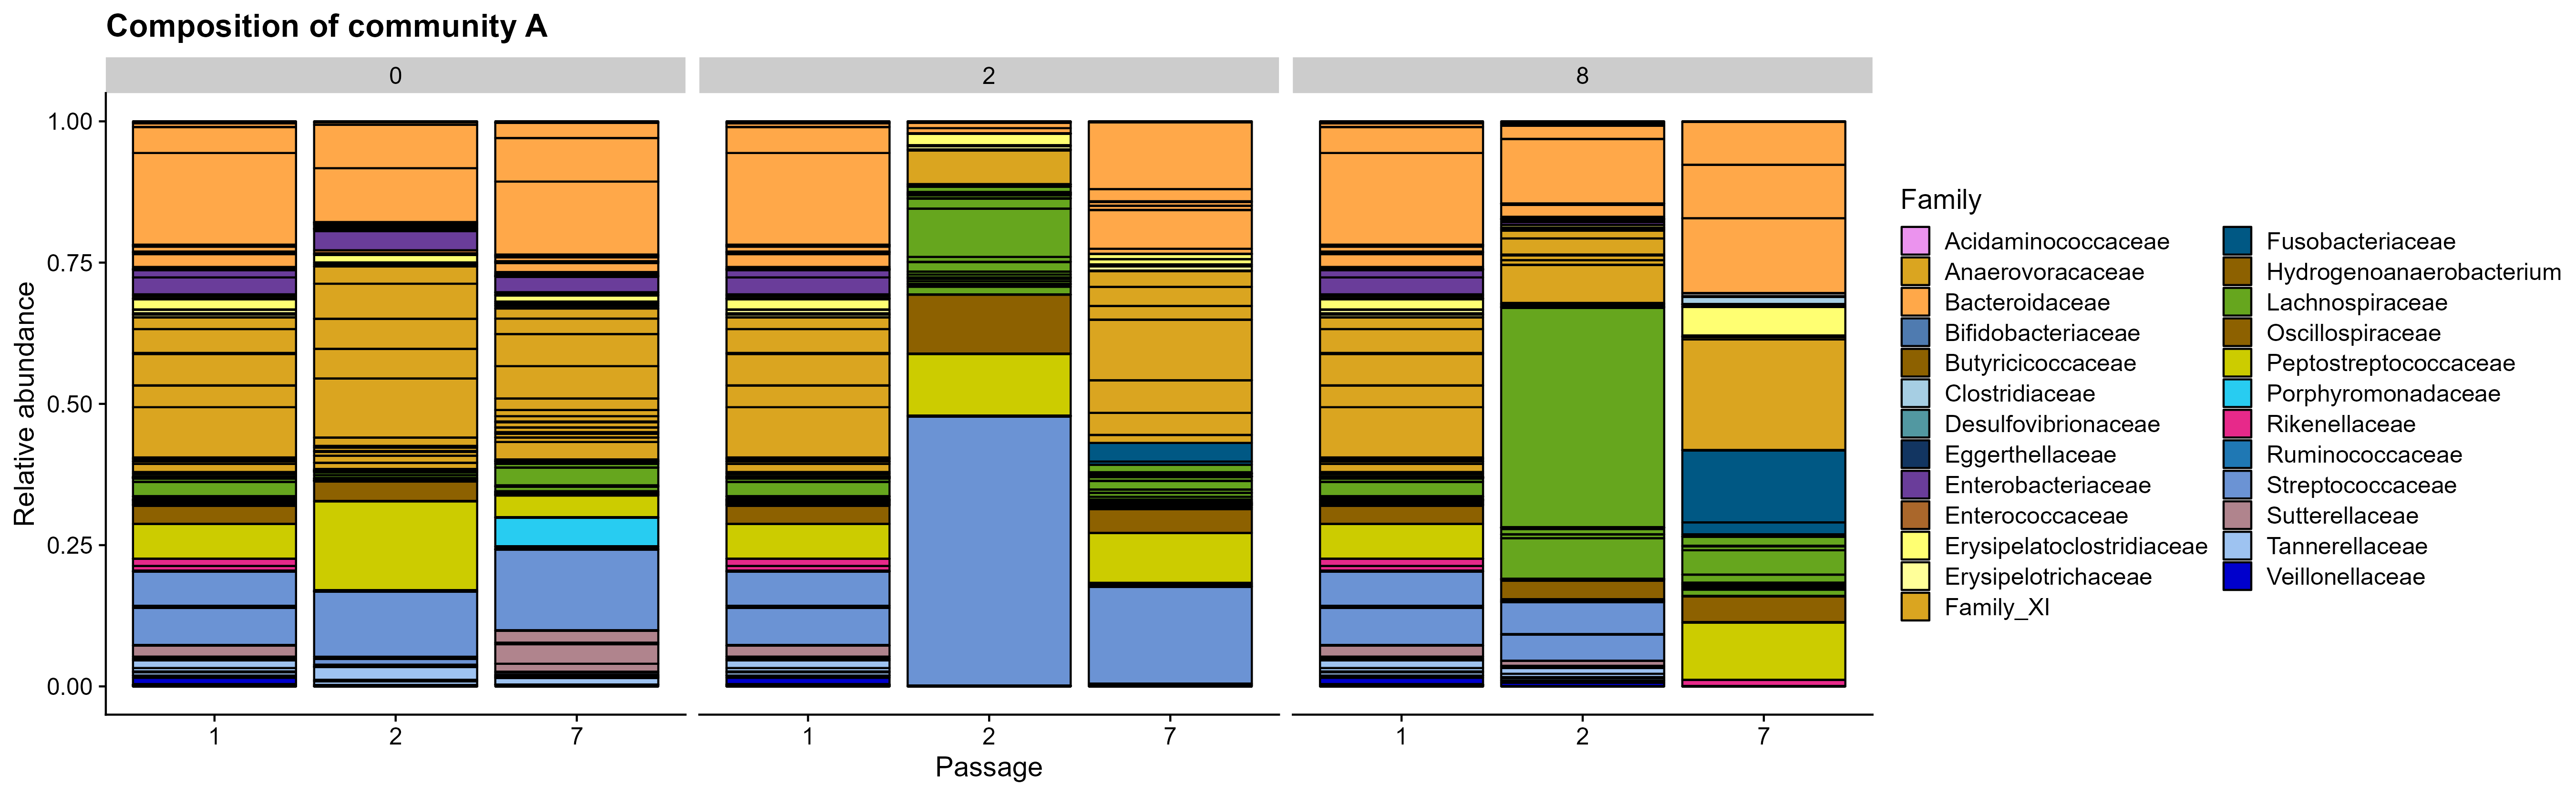 Composition of community A
0
2
8
1.00
0.75
0.50
0.25
0.00
Relative abundance
1
2
7
1
2
7
1
2
7
Passage
Family
Acidaminococcaceae
Anaerovoracaceae
Bacteroidaceae
Bifidobacteriaceae
Butyricicoccaceae
Clostridiaceae
Desulfovibrionaceae
Eggerthellaceae
Enterobacteriaceae
Enterococcaceae
Erysipelatoclostridiaceae
Erysipelotrichaceae
Family_XI
Fusobacteriaceae
Hydrogenoanaerobacterium
Lachnospiraceae
Oscillospiraceae
Peptostreptococcaceae
Porphyromonadaceae
Rikenellaceae
Ruminococcaceae
Streptococcaceae
Sutterellaceae
Tannerellaceae
Veillonellaceae